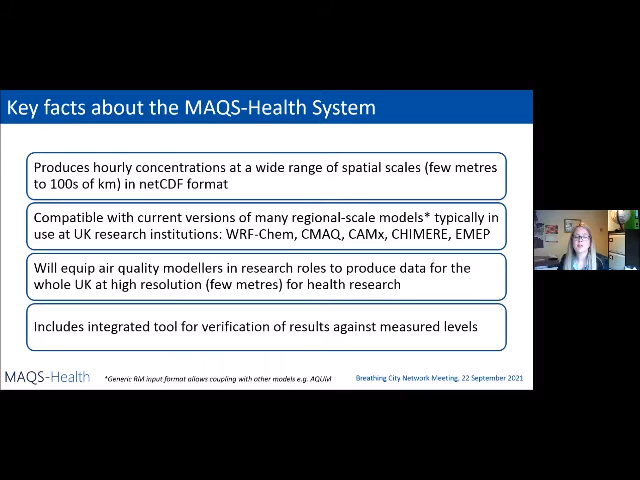 Key facts about the MAQS-Health System
Produces hourly concentrations at a wide range of spatial scales (few metres
to 100s of km) in netCDF format
Compatible with current versions of many regional-scale models* typically in
use at UK research institutions: WRF-Chem, CMAQ, CAMx, CHIMERE, EMEP
Will equip air quality modellers in research roles to produce data for the
whole UK at high resolution (few metres) for health research
Includes integrated tool for verification of results against measured levels
MAQS-Health
*Generic RM input format allows coupling with other models e.g. AQUM
Breathing City Network Meeting, 22 September 2021